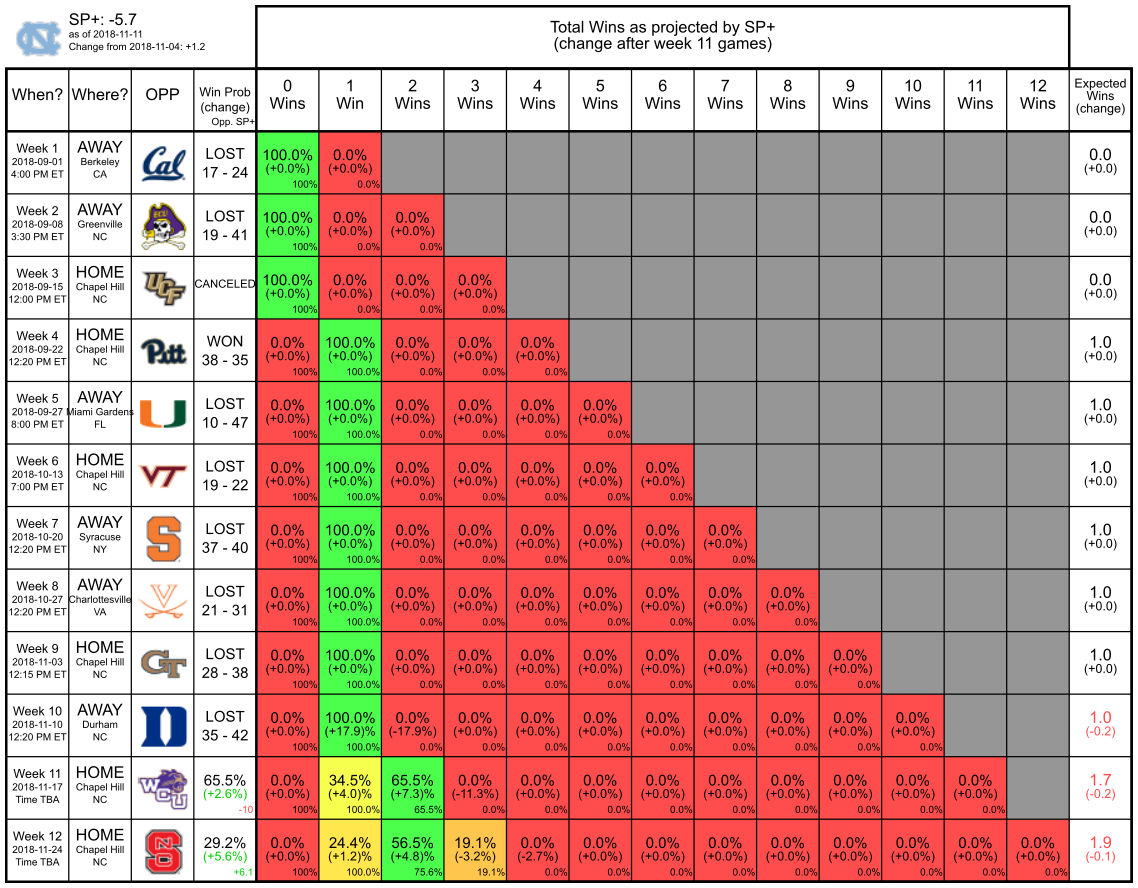 SP+: -5.7
as of 2018-11-11
Change from 2018-11-04: +1.2
Total Wins as projected by SP+
(change after week 11 games)
When? Where? OPP Win Prob (change) Opp. SP+ 0 Wins 1 Win 2 Wins 3 Wins 4 Wins 5 Wins 6 Wins 7 Wins 8 Wins 9 Wins 10 Wins 11 Wins 12 Wins Expected Wins (change)
Week 1 AWAY Cal LOST 100.0% 0.0% 0.0
2018-09-01 Berkeley 17 - 24 (+0.0%) (+0.0%) (+0.0)
4:00 PM ET CA 100% 0.0%
Week 2 AWAY ECU LOST 100.0% 0.0% 0.0% 0.0
2018-09-08 Greenville 19 - 41 (+0.0%) (+0.0%) (+0.0%) (+0.0)
3:30 PM ET NC 100% 0.0% 0.0%
Week 3 HOME UCF CANCELED 100.0% 0.0% 0.0% 0.0% 0.0
2018-09-15 Chapel Hill (+0.0%) (+0.0%) (+0.0%) (+0.0%) (+0.0)
12:00 PM ET NC 100% 0.0% 0.0% 0.0%
Week 4 HOME Pitt WON 0.0% 100.0% 0.0% 0.0% 0.0% 1.0
2018-09-22 Chapel Hill 38 - 35 (+0.0%) (+0.0)% (+0.0%) (+0.0%) (+0.0%) (+0.0)
12:20 PM ET NC 100% 100.0% 0.0% 0.0% 0.0%
Week 5 AWAY U LOST 0.0% 100.0% 0.0% 0.0% 0.0% 0.0% 1.0
2018-09-27 Miami Gardens 10 - 47 (+0.0%) (+0.0)% (+0.0%) (+0.0%) (+0.0%) (+0.0%) (+0.0)
8:00 PM ET FL 100% 100.0% 0.0% 0.0% 0.0% 0.0%
Week 6 HOME VT LOST 0.0% 100.0% 0.0% 0.0% 0.0% 0.0% 0.0% 1.0
2018-10-13 Chapel Hill 19 - 22 (+0.0%) (+0.0)% (+0.0%) (+0.0%) (+0.0%) (+0.0%) (+0.0%) (+0.0)
7:00 PM ET NC 100% 100.0% 0.0% 0.0% 0.0% 0.0% 0.0%
Week 7 AWAY S LOST 0.0% 100.0% 0.0% 0.0% 0.0% 0.0% 0.0% 0.0% 1.0
2018-10-20 Syracuse 37 - 40 (+0.0%) (+0.0)% (+0.0%) (+0.0%) (+0.0%) (+0.0%) (+0.0%) (+0.0%) (+0.0)
12:20 PM ET NY 100% 100.0% 0.0% 0.0% 0.0% 0.0% 0.0% 0.0%
Week 8 AWAY V LOST 0.0% 100.0% 0.0% 0.0% 0.0% 0.0% 0.0% 0.0% 0.0% 1.0
2018-10-27 Charlottesville 21 - 31 (+0.0%) (+0.0)% (+0.0%) (+0.0%) (+0.0%) (+0.0%) (+0.0%) (+0.0%) (+0.0%) (+0.0)
12:20 PM ET VA 100% 100.0% 0.0% 0.0% 0.0% 0.0% 0.0% 0.0% 0.0%
Week 9 HOME GT LOST 0.0% 100.0% 0.0% 0.0% 0.0% 0.0% 0.0% 0.0% 0.0% 0.0% 1.0
2018-11-03 Chapel Hill 28 - 38 (+0.0%) (+0.0)% (+0.0%) (+0.0%) (+0.0%) (+0.0%) (+0.0%) (+0.0%) (+0.0%) (+0.0%) (+0.0)
12:15 PM ET NC 100% 100.0% 0.0% 0.0% 0.0% 0.0% 0.0% 0.0% 0.0% 0.0%
Week 10 AWAY D LOST 0.0% 100.0% 0.0% 0.0% 0.0% 0.0% 0.0% 0.0% 0.0% 0.0% 0.0% 1.0
2018-11-10 Durham 35 - 42 (+0.0%) (+17.9)% (-17.9%) (+0.0%) (+0.0%) (+0.0%) (+0.0%) (+0.0%) (+0.0%) (+0.0%) (+0.0%) (-0.2)
12:20 PM ET NC 100% 100.0% 0.0% 0.0% 0.0% 0.0% 0.0% 0.0% 0.0% 0.0% 0.0%
Week 11 HOME WCU 65.5% 0.0% 34.5% 65.5% 0.0% 0.0% 0.0% 0.0% 0.0% 0.0% 0.0% 0.0% 0.0% 1.7
2018-11-17 Chapel Hill (+2.6%) (+0.0%) (+4.0)% (+7.3)% (-11.3%) (+0.0%) (+0.0%) (+0.0%) (+0.0%) (+0.0%) (+0.0%) (+0.0%) (+0.0%) (-0.2)
Time TBA NC -10 100% 100.0% 65.5% 0.0% 0.0% 0.0% 0.0% 0.0% 0.0% 0.0% 0.0% 0.0%
Week 12 HOME NCS 29.2% 0.0% 24.4% 56.5% 19.1% 0.0% 0.0% 0.0% 0.0% 0.0% 0.0% 0.0% 0.0% 0.0% 1.9
2018-11-24 Chapel Hill (+5.6%) (+0.0%) (+1.2)% (+4.8)% (-3.2)% (-2.7%) (+0.0%) (+0.0%) (+0.0%) (+0.0%) (+0.0%) (+0.0%) (+0.0%) (+0.0%) (-0.1)
Time TBA NC +6.1 100% 100.0% 75.6% 19.1% 0.0% 0.0% 0.0% 0.0% 0.0% 0.0% 0.0% 0.0% 0.0%